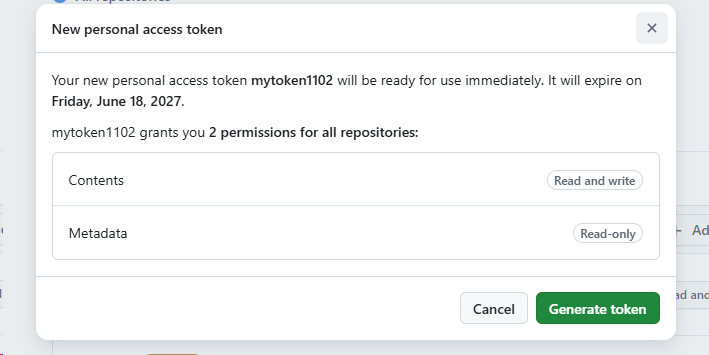 All repositories
New personal access token
Your new personal access token mytoken1102 will be ready for use immediately. It will expire on
Friday, June 18, 2027.
mytoken1102 grants you 2 permissions for all repositories:
Contents
Read and write
Metadata
Read-only
Cancel
Generate token